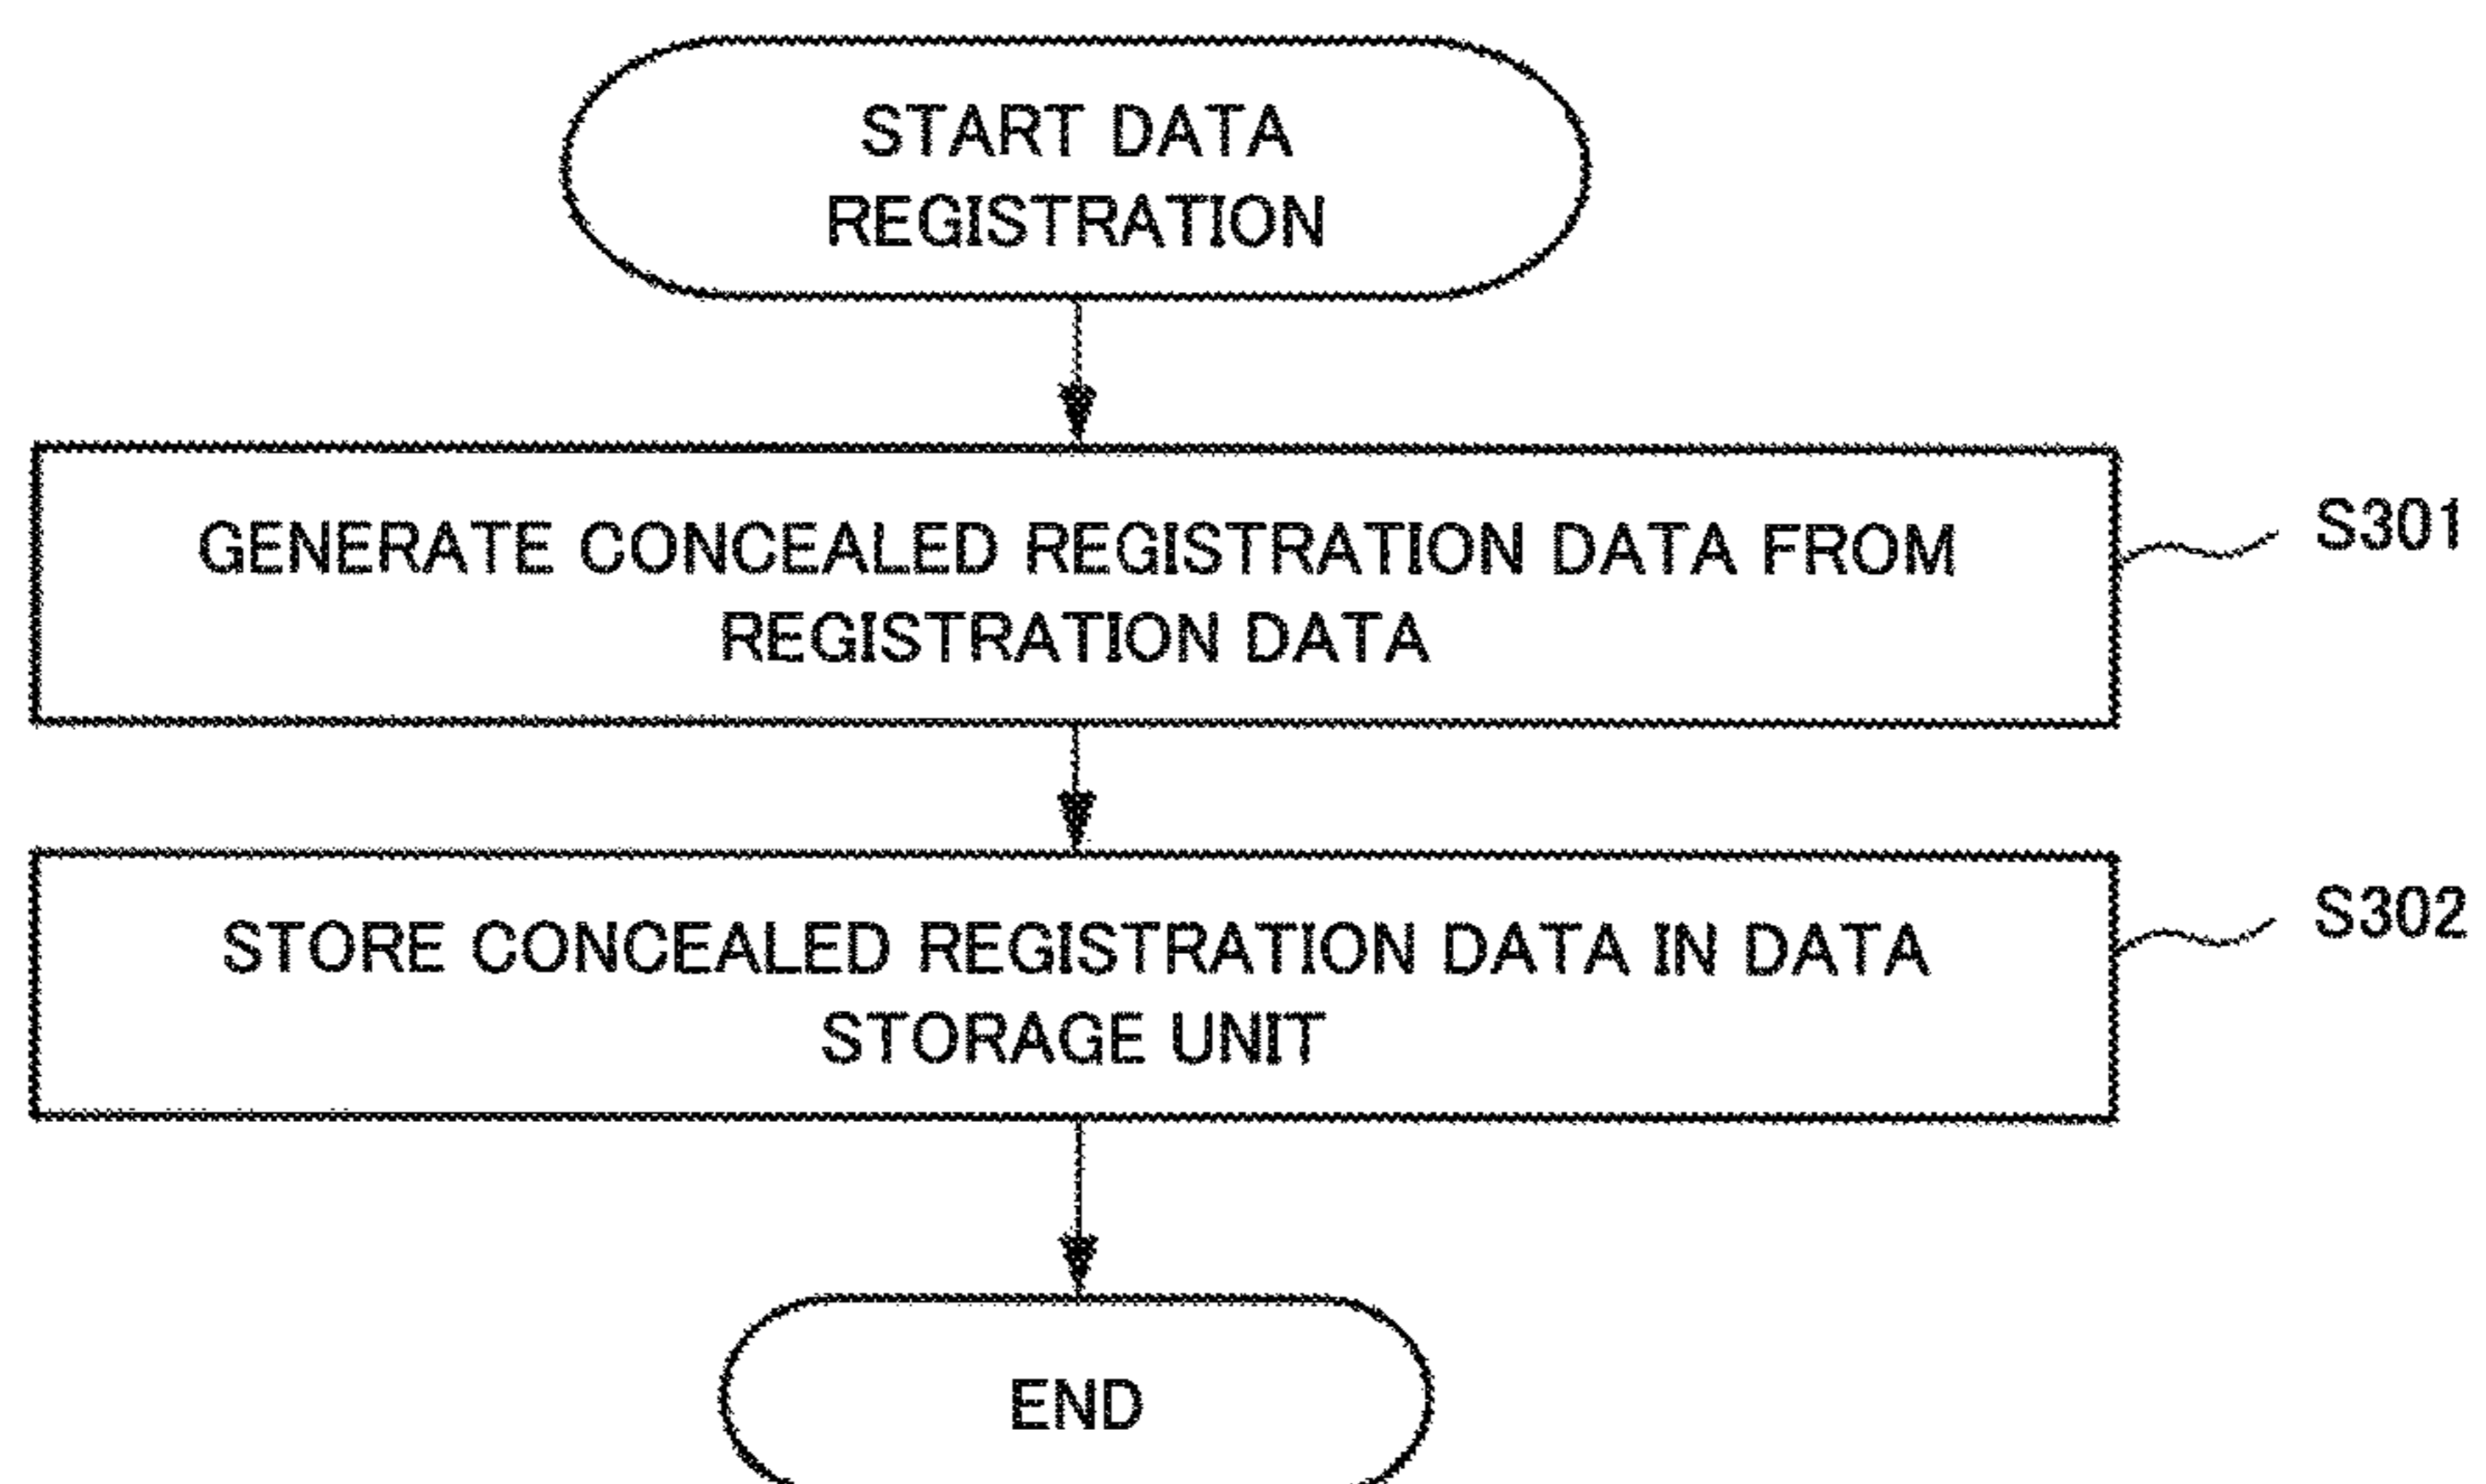 START DATA
REGISTRATION
GENERATE CONCEALED REGISTRATION DATA FROM
REGISTRATION DATA
S301
STORE CONCEALED REGISTRATION DATA IN DATA
STORAGE UNIT
S302
END